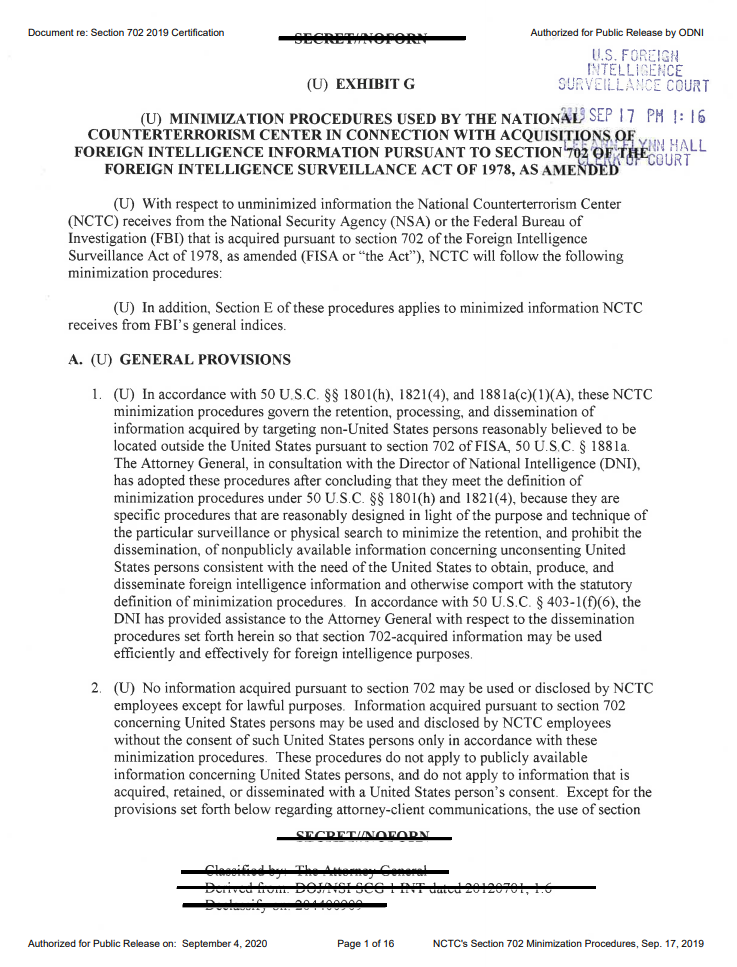 Document re: Section 702 2019 Certification
SECRET//NOFORN
Authorized for Public Release by ODNI
U.S. FOREIGN
INTELLIGENCE
SURVEILLANCE COURT
2019 SEP 17 PM 1:16
LEEANN FLYNN HALL
CLERK OF COURT
(U) EXHIBIT G
(U) MINIMIZATION PROCEDURES USED BY THE NATIONAL
COUNTERTERRORISM CENTER IN CONNECTION WITH ACQUISITIONS OF
FOREIGN INTELLIGENCE INFORMATION PURSUANT TO SECTION 702 OF THE
FOREIGN INTELLIGENCE SURVEILLANCE ACT OF 1978, AS AMENDED
(U) With respect to unminimized information the National Counterterrorism Center
(NCTC) receives from the National Security Agency (NSA) or the Federal Bureau of
Investigation (FBI) that is acquired pursuant to section 702 of the Foreign Intelligence
Surveillance Act of 1978, as amended (FISA or “the Act”), NCTC will follow the following
minimization procedures:
(U) In addition, Section E of these procedures applies to minimized information NCTC
receives from FBI’s general indices.
A. (U) GENERAL PROVISIONS
1. (U) In accordance with 50 U.S.C. §§ 1801(h), 1821(4), and 1881a(c)(1)(A), these NCTC
minimization procedures govern the retention, processing, and dissemination of
information acquired by targeting non-United States persons reasonably believed to be
located outside the United States pursuant to section 702 of FISA, 50 U.S.C. § 1881a.
The Attorney General, in consultation with the Director of National Intelligence (DNI),
has adopted these procedures after concluding that they meet the definition of
minimization procedures under 50 U.S.C. §§ 1801(h) and 1821(4), because they are
specific procedures that are reasonably designed in light of the purpose and technique of
the particular surveillance or physical search to minimize the retention, and prohibit the
dissemination, of nonpublicly available information concerning unconsenting United
States persons consistent with the need of the United States to obtain, produce, and
disseminate foreign intelligence information and otherwise comport with the statutory
definition of minimization procedures. In accordance with 50 U.S.C. § 403-1(f)(6), the
DNI has provided assistance to the Attorney General with respect to the dissemination
procedures set forth herein so that section 702-acquired information may be used
efficiently and effectively for foreign intelligence purposes.
2. (U) No information acquired pursuant to section 702 may be used or disclosed by NCTC
employees except for lawful purposes. Information acquired pursuant to section 702
concerning United States persons may be used and disclosed by NCTC employees
without the consent of such United States persons only in accordance with these
minimization procedures. These procedures do not apply to publicly available
information concerning United States persons, and do not apply to information that is
acquired, retained, or disseminated with a United States person’s consent. Except for the
provisions set forth below regarding attorney-client communications, the use of section
SECRET//NOFORN
Classified by: The Attorney General
Derived from: DOJ/NSI SCG 1 INT dated 20120701, 1.6
Declassify on:
Authorized for Public Release on: September 4, 2020
Page 1 of 16
NCTC's Section 702 Minimization Procedures, Sep. 17, 2019